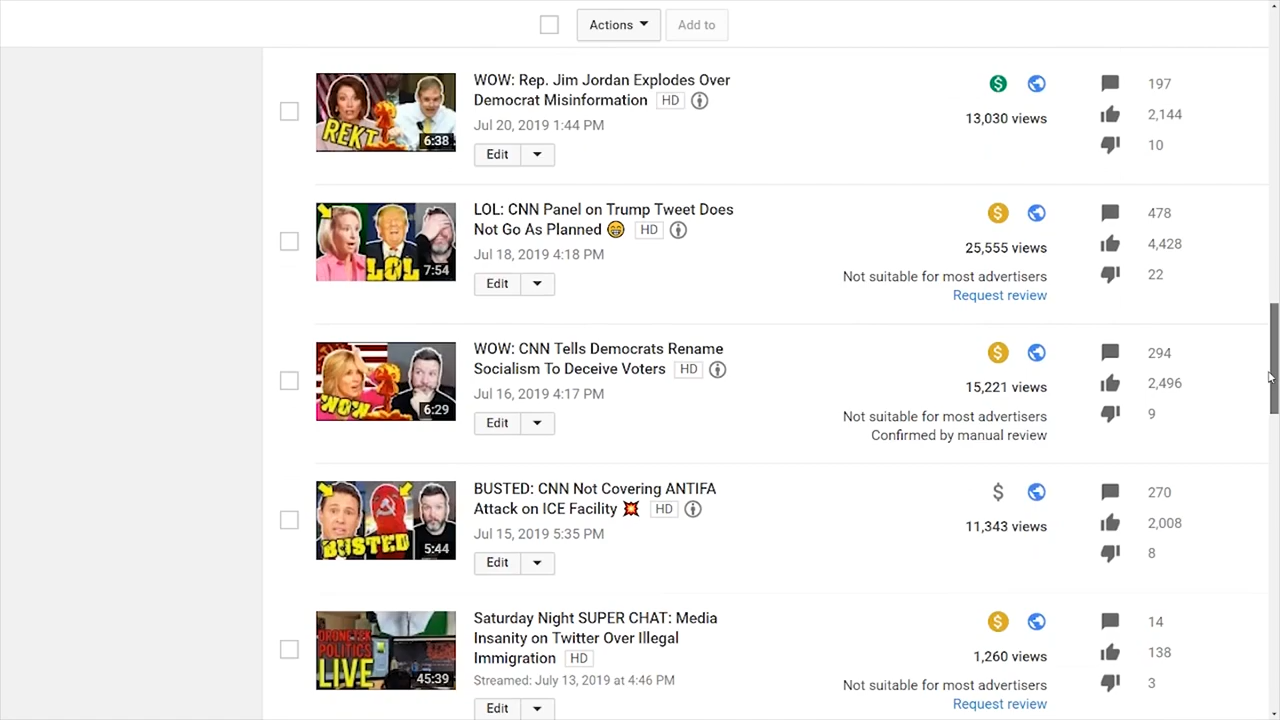 Actions
Add to
WOW: Rep. Jim Jordan Explodes Over
Democrat Misinformation HD
Jul 20, 2019 1:44 PM
Edit
REKT
6:38
13,030 views
197
2,144
10
LOL: CNN Panel on Trump Tweet Does
Not Go As Planned 😁 HD
Jul 18, 2019 4:18 PM
Edit
LOL
7:54
25,555 views
Not suitable for most advertisers
Request review
478
4,428
22
WOW: CNN Tells Democrats Rename
Socialism To Deceive Voters HD
Jul 16, 2019 4:17 PM
Edit
WOW
6:29
15,221 views
Not suitable for most advertisers
Confirmed by manual review
294
2,496
9
BUSTED: CNN Not Covering ANTIFA
Attack on ICE Facility 💥 HD
Jul 15, 2019 5:35 PM
Edit
BUSTED
5:44
11,343 views
270
2,008
8
Saturday Night SUPER CHAT: Media
Insanity on Twitter Over Illegal
Immigration HD
Streamed: July 13, 2019 at 4:46 PM
Edit
DRONETEK
POLITICS
LIVE
45:39
1,260 views
Not suitable for most advertisers
Request review
14
138
3